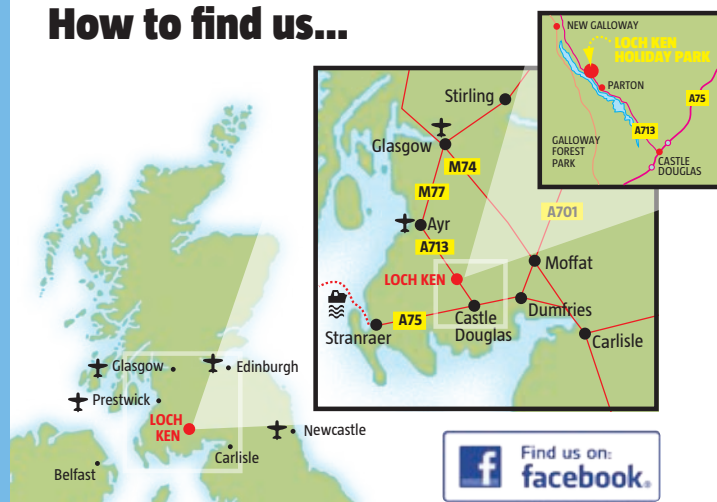 How to find us...
NEW GALLOWAY
LOCH KEN
HOLIDAY PARK
PARTON
A75
A713
GALLOWAY
FOREST
PARK
CASTLE
DOUGLAS
Stirling
Glasgow
M74
M77
A701
Ayr
A713
Moffat
LOCH KEN
Dumfries
A75
Castle
Douglas
Stranraer
Carlisle
Glasgow
Edinburgh
Prestwick
LOCH
KEN
Newcastle
Carlisle
Belfast
f
Find us on:
facebook®